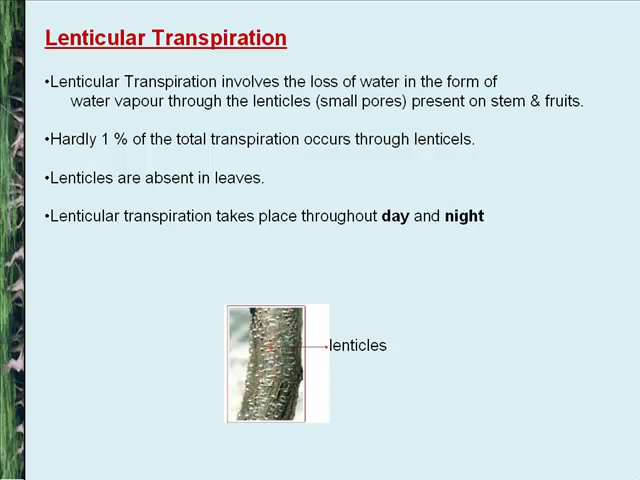 Lenticular Transpiration
•Lenticular Transpiration involves the loss of water in the form of
water vapour through the lenticles (small pores) present on stem & fruits.
•Hardly 1 % of the total transpiration occurs through lenticels.
•Lenticles are absent in leaves.
•Lenticular transpiration takes place throughout day and night
lenticles